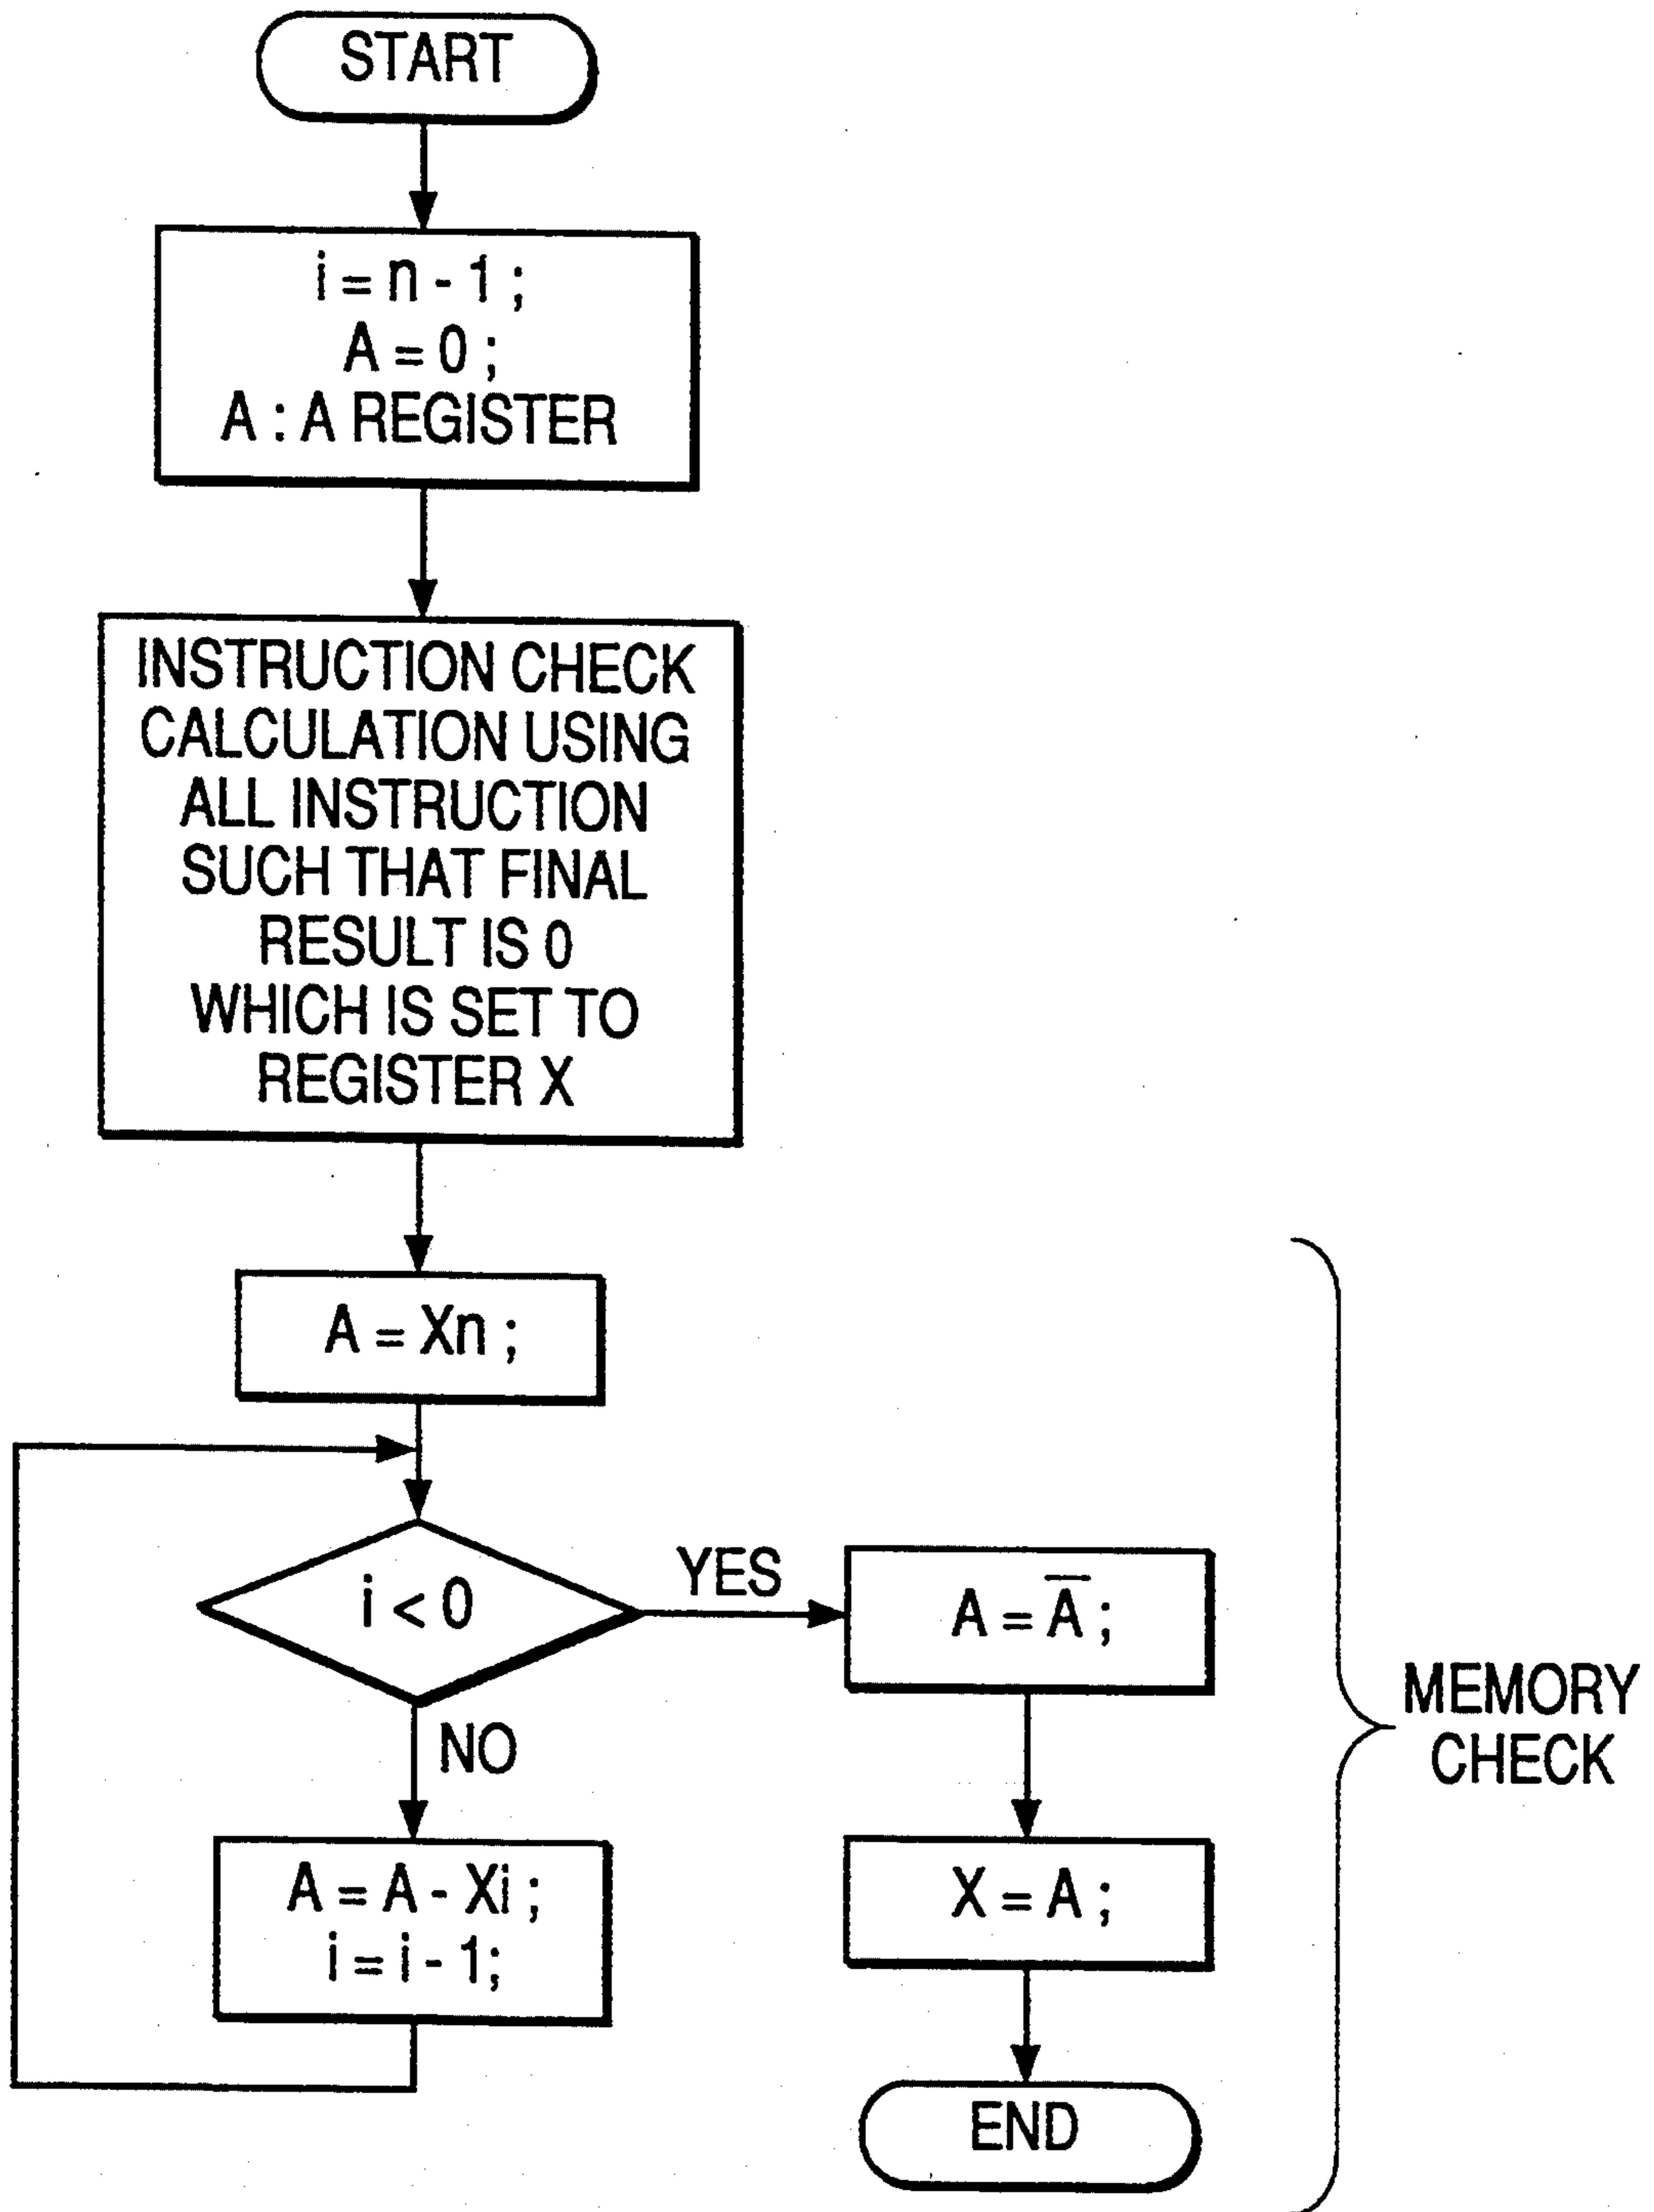 START
i = n - 1 ;
A = 0 ;
A : A REGISTER
INSTRUCTION CHECK
CALCULATION USING
ALL INSTRUCTION
SUCH THAT FINAL
RESULT IS 0
WHICH IS SET TO
REGISTER X
A = Xn ;
i < 0
YES
NO
A = A - Xi ;
i = i - 1;
A = A̅ ;
X = A ;
END
MEMORY
CHECK